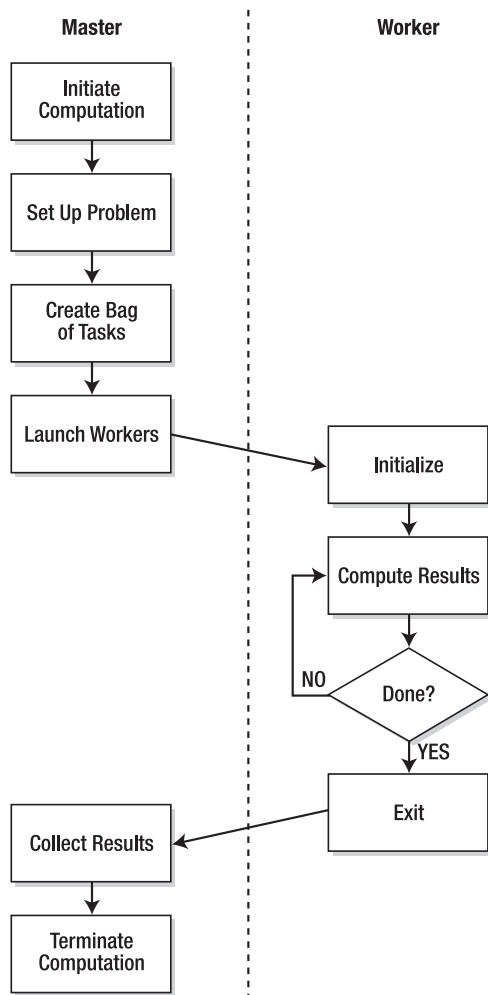 Master
Worker
Initiate
Computation
Set Up Problem
Create Bag
of Tasks
Launch Workers
Initialize
Compute Results
NO
Done?
YES
Exit
Collect Results
Terminate
Computation